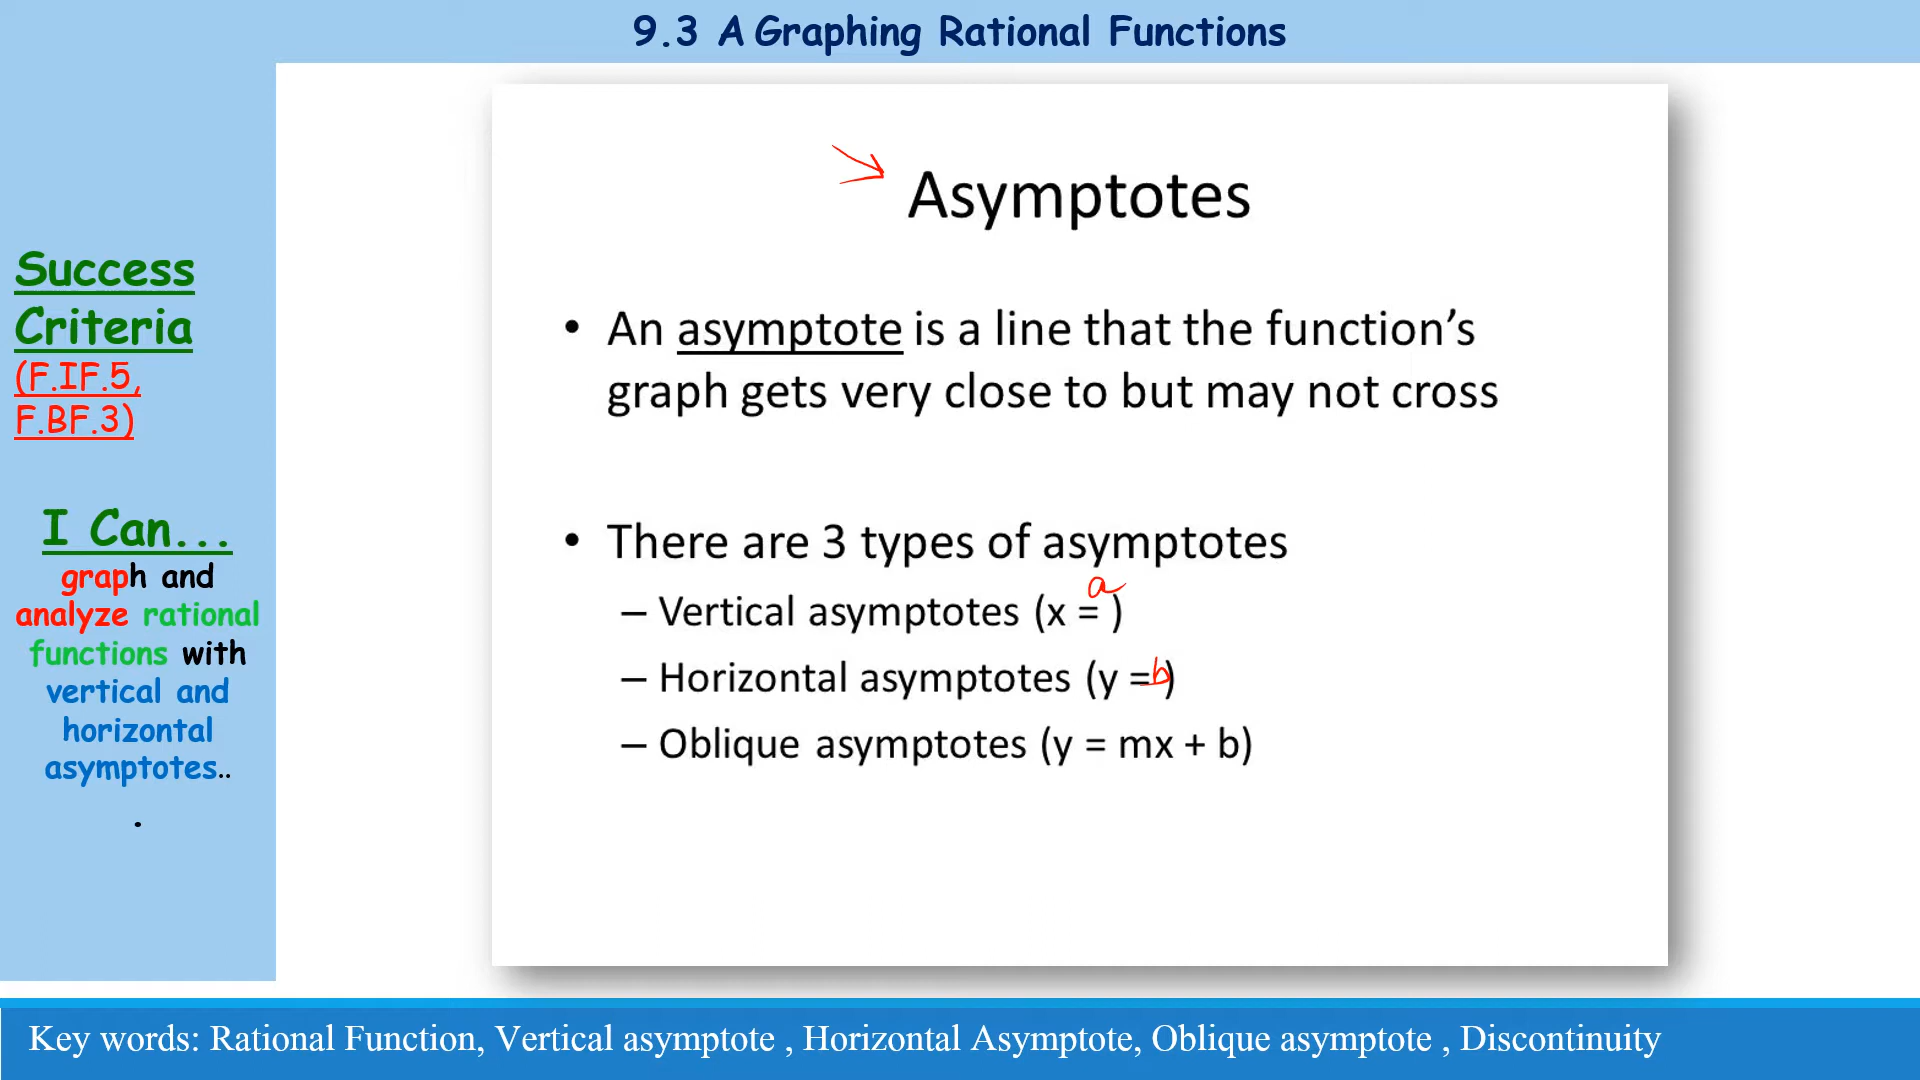 9.3 A Graphing Rational Functions
Success
Criteria
(F.IF.5,
F.BF.3)
I Can...
graph and
analyze rational
functions with
vertical and
horizontal
asymptotes..
.
Asymptotes
• An asymptote is a line that the function’s
graph gets very close to but may not cross
• There are 3 types of asymptotes
– Vertical asymptotes (x = a)
– Horizontal asymptotes (y = b)
– Oblique asymptotes (y = mx + b)
Key words: Rational Function, Vertical asymptote , Horizontal Asymptote, Oblique asymptote , Discontinuity